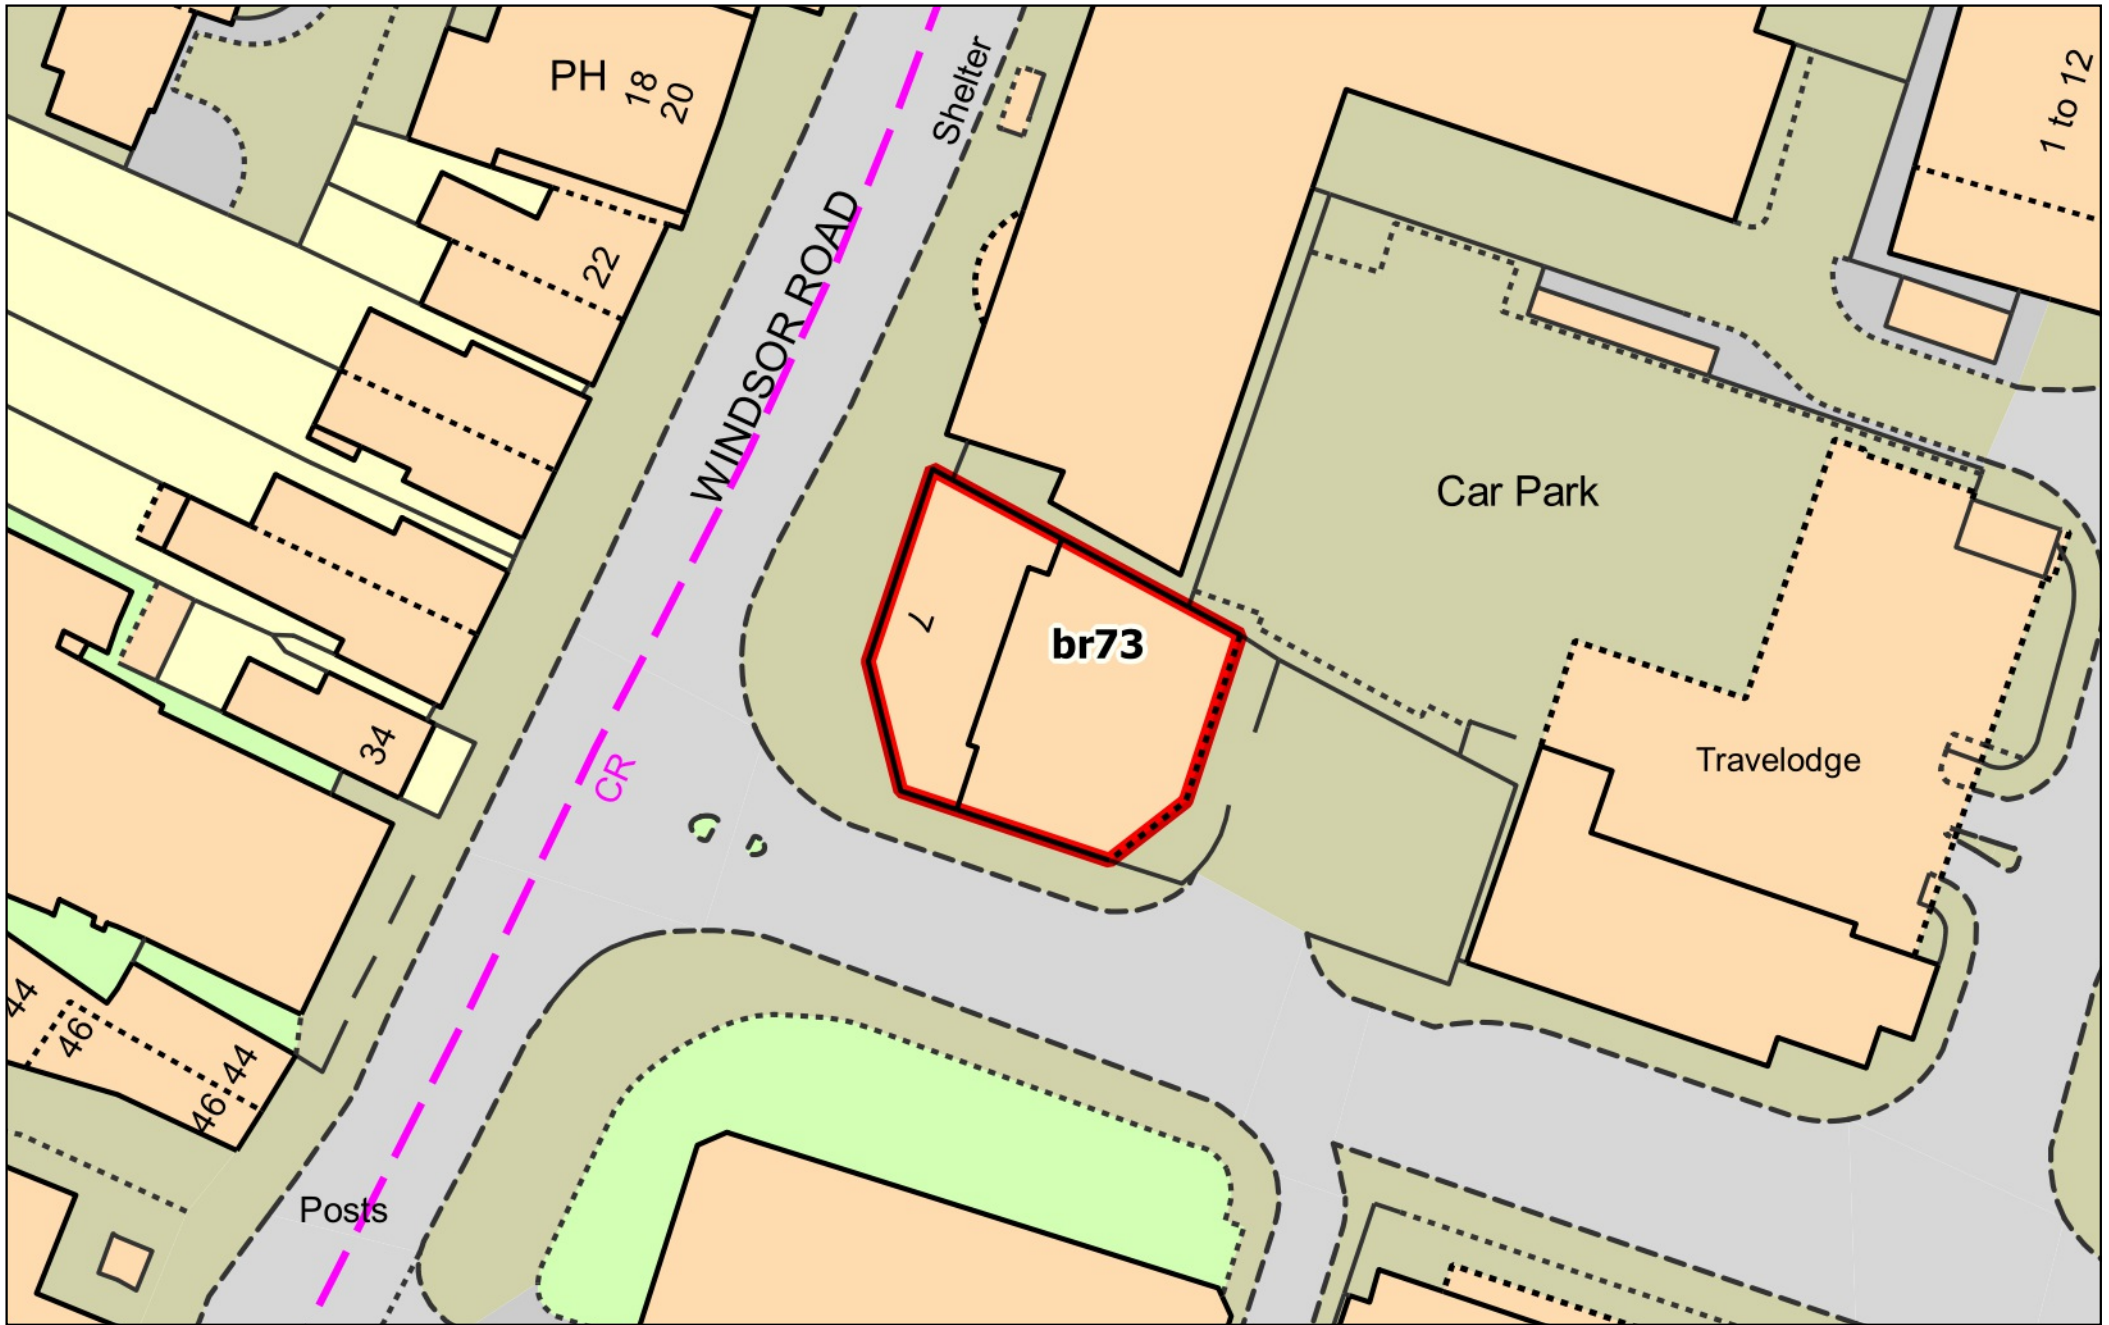 PH
18
20
Shelter
1 to 12
WINDSOR ROAD
22
Car Park
7
br73
34
CR
Travelodge
44
46
44
46
Posts